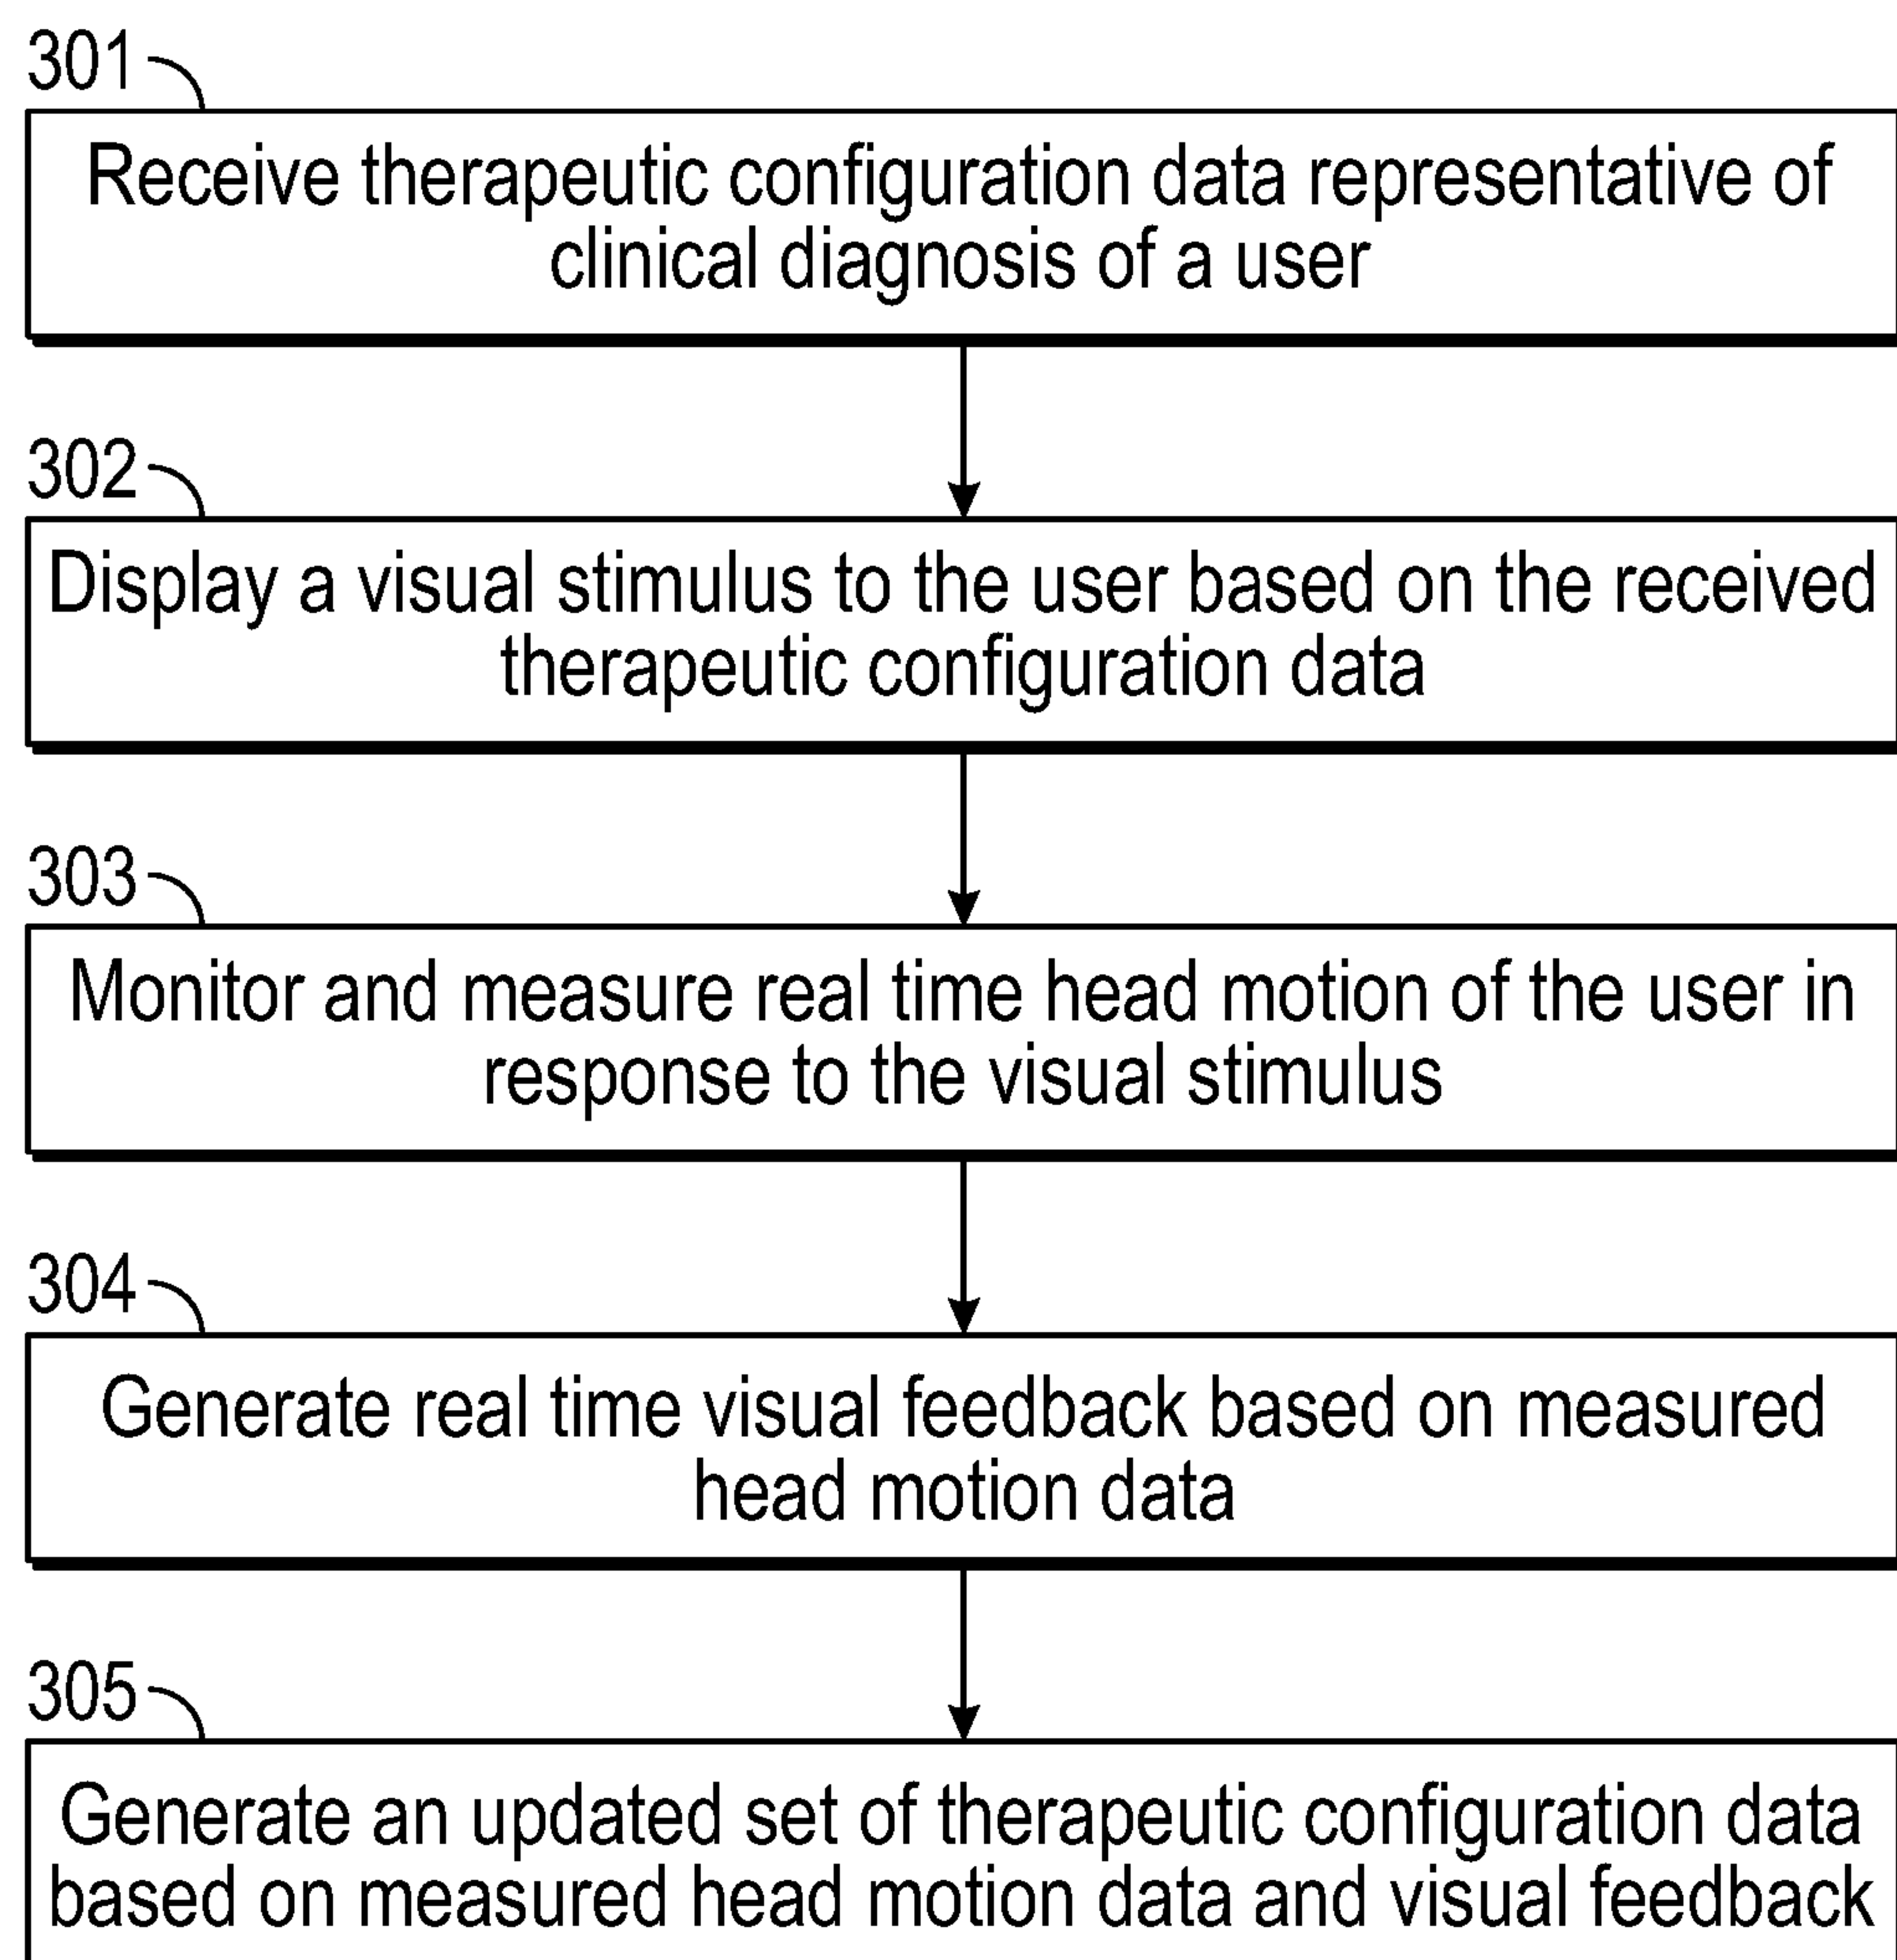 301
Receive therapeutic configuration data representative of
clinical diagnosis of a user
302
Display a visual stimulus to the user based on the received
therapeutic configuration data
303
Monitor and measure real time head motion of the user in
response to the visual stimulus
304
Generate real time visual feedback based on measured
head motion data
305
Generate an updated set of therapeutic configuration data
based on measured head motion data and visual feedback